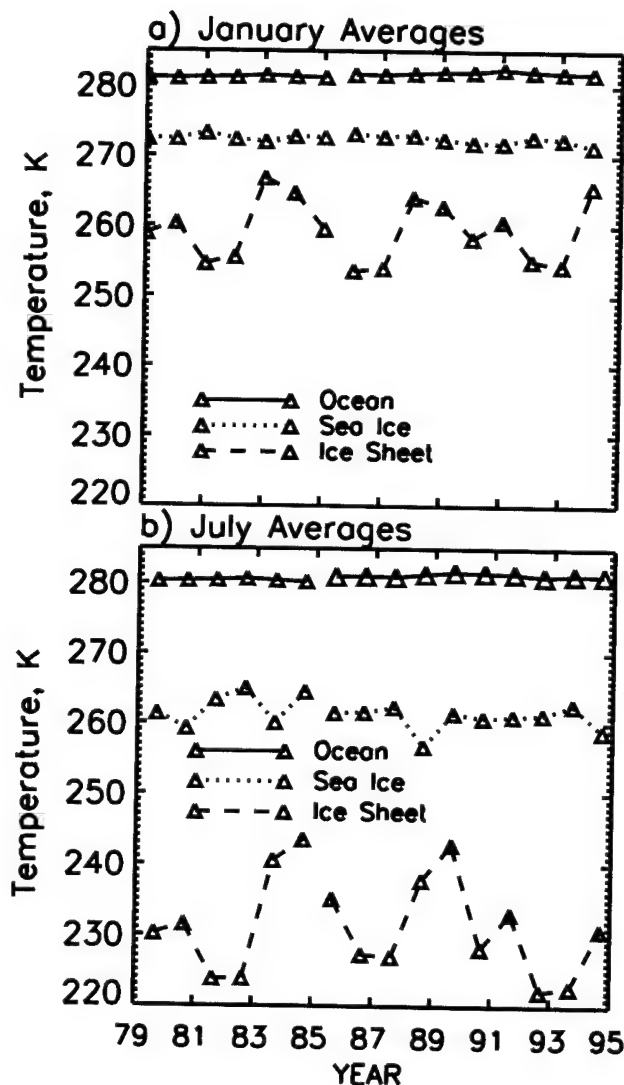 a) January Averages
280
270
260
250
240
230
220
Temperature, K
Ocean
Sea Ice
Ice Sheet
b) July Averages
280
270
260
250
240
230
220
Temperature, K
Ocean
Sea Ice
Ice Sheet
79 81 83 85 87 89 91 93 95
YEAR